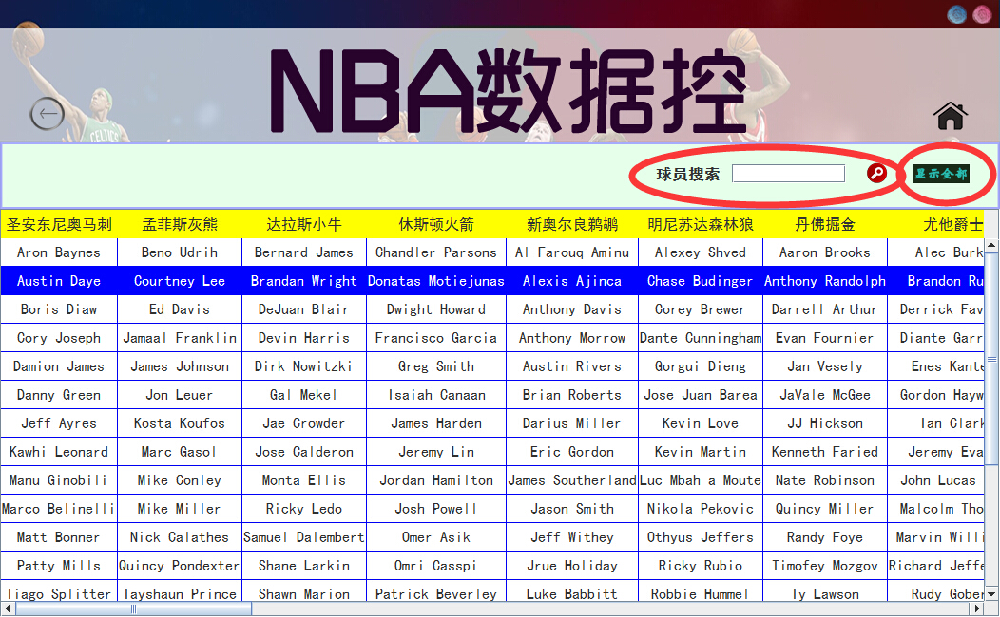 NBA数据控
CELTICS
球员搜索 显示全部
圣安东尼奥马刺 孟菲斯灰熊 达拉斯小牛 休斯顿火箭 新奥尔良鹈鹕 明尼苏达森林狼 丹佛掘金 尤他爵士
Aron Baynes Beno Udrih Bernard James Chandler Parsons Al-Farouq Aminu Alexey Shved Aaron Brooks Alec Burk
Austin Daye Courtney Lee Brandan Wright Donatas Motiejunas Alexis Ajinca Chase Budinger Anthony Randolph Brandon Ru
Boris Diaw Ed Davis DeJuan Blair Dwight Howard Anthony Davis Corey Brewer Darrell Arthur Derrick Fav
Cory Joseph Jamaal Franklin Devin Harris Francisco Garcia Anthony Morrow Dante Cunningham Evan Fournier Diante Garr
Damion James James Johnson Dirk Nowitzki Greg Smith Austin Rivers Gorgui Dieng Jan Vesely Enes Kante
Danny Green Jon Leuer Gal Mekel Isaiah Canaan Brian Roberts Jose Juan Barea JaVale McGee Gordon Hayw
Jeff Ayres Kosta Koufos Jae Crowder James Harden Darius Miller Kevin Love JJ Hickson Ian Clark
Kawhi Leonard Marc Gasol Jose Calderon Jeremy Lin Eric Gordon Kevin Martin Kenneth Faried Jeremy Eva
Manu Ginobili Mike Conley Monta Ellis Jordan Hamilton James Southerland Luc Mbah a Moute Nate Robinson John Lucas
Marco Belinelli Mike Miller Ricky Ledo Josh Powell Jason Smith Nikola Pekovic Quincy Miller Malcolm Tho
Matt Bonner Nick Calathes Samuel Dalembert Omer Asik Jeff Withey Othyus Jeffers Randy Foye Marvin Willi
Patty Mills Quincy Pondexter Shane Larkin Omri Casspi Jrue Holiday Ricky Rubio Timofey Mozgov Richard Jeffe
Tiago Splitter Tayshaun Prince Shawn Marion Patrick Beverley Luke Babbitt Robbie Hummel Ty Lawson Rudy Gober